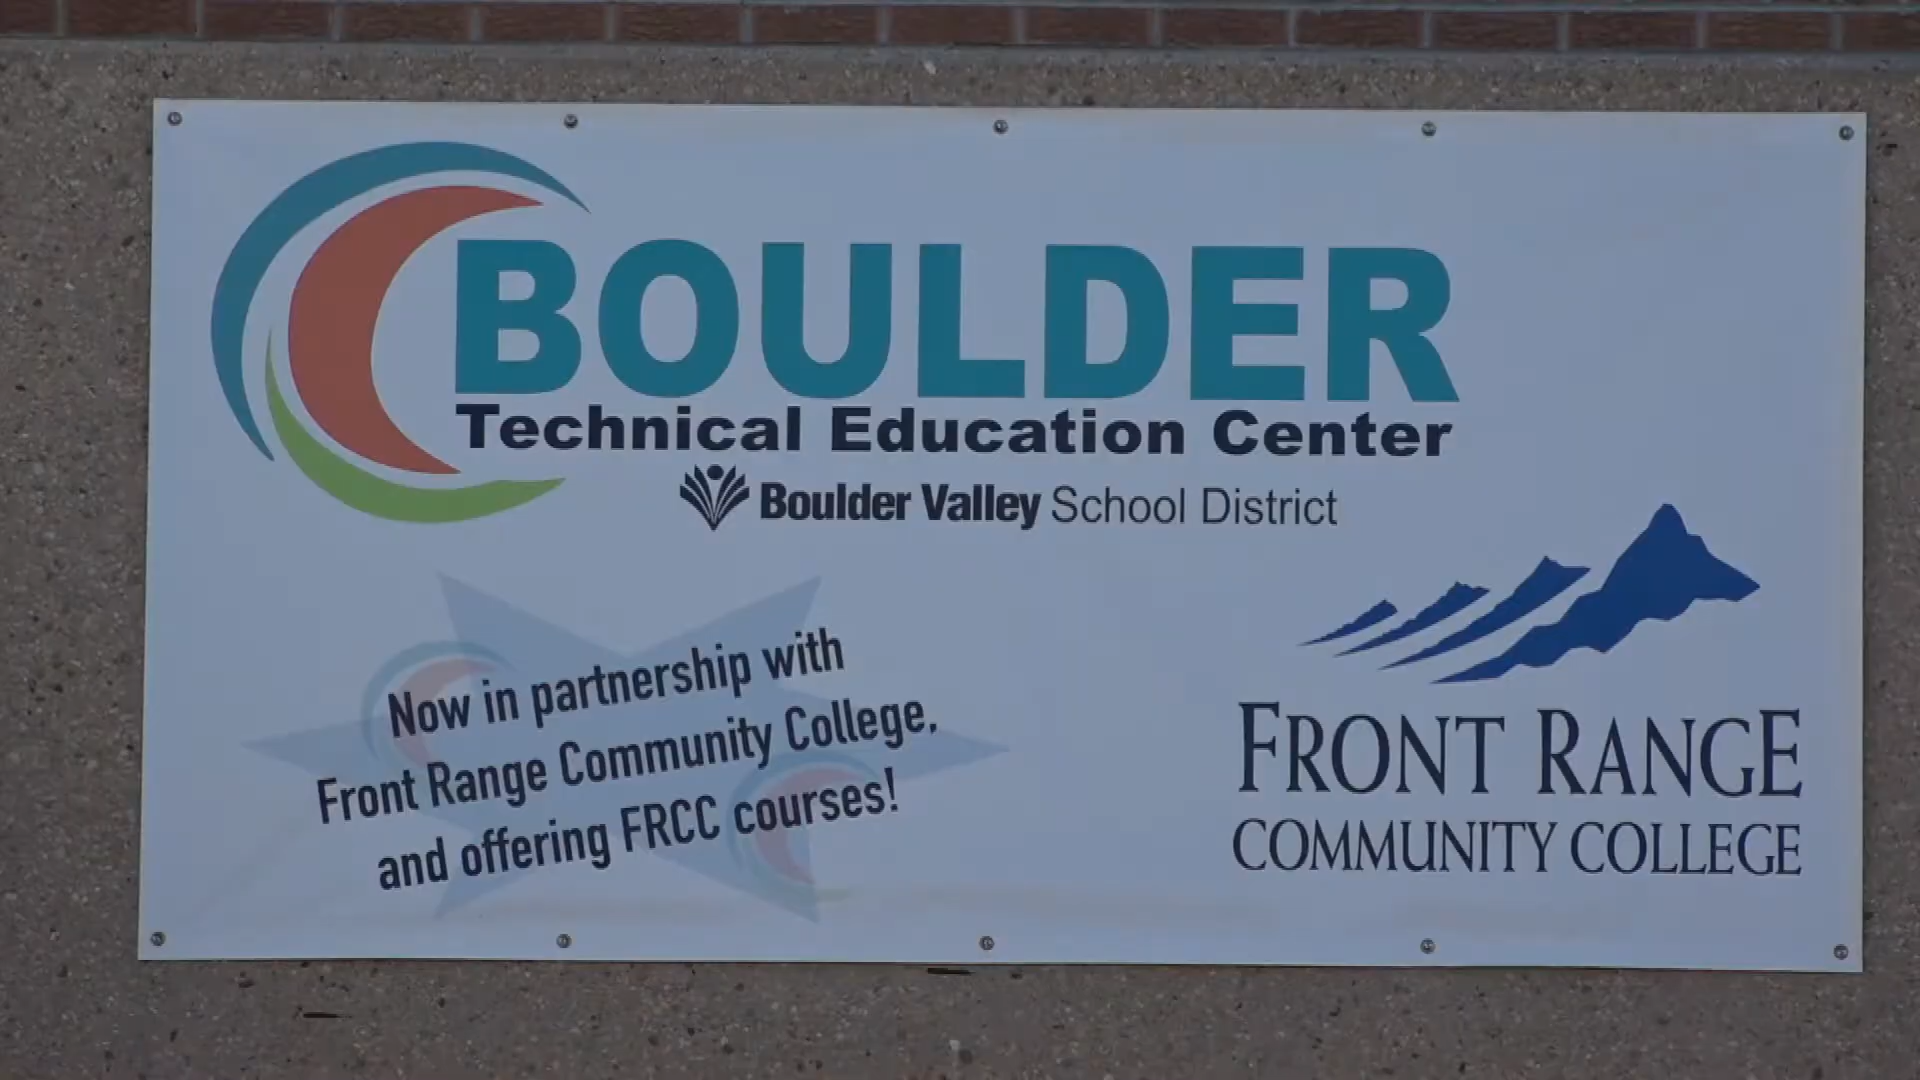 BOULDER
Technical Education Center
Boulder Valley School District
Now in partnership with
Front Range Community College,
and offering FRCC courses!
FRONT RANGE
COMMUNITY COLLEGE